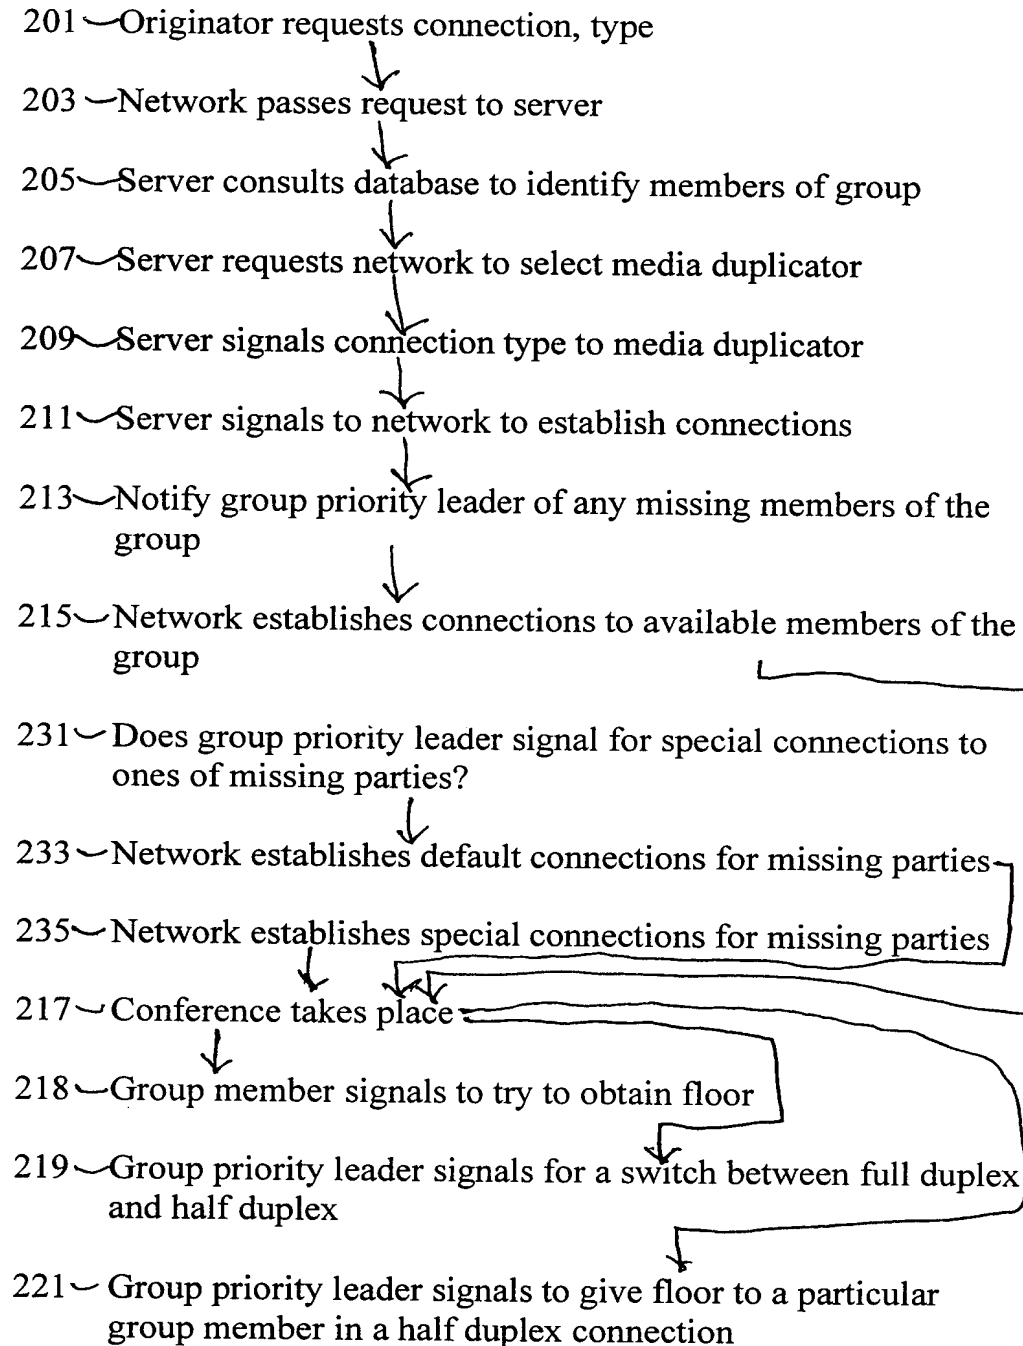 201 Originator requests connection, type
203 Network passes request to server
205 Server consults database to identify members of group
207 Server requests network to select media duplicator
209 Server signals connection type to media duplicator
211 Server signals to network to establish connections
213 Notify group priority leader of any missing members of the
group
215 Network establishes connections to available members of the
group
231 Does group priority leader signal for special connections to
ones of missing parties?
233 Network establishes default connections for missing parties
235 Network establishes special connections for missing parties
217 Conference takes place
218 Group member signals to try to obtain floor
219 Group priority leader signals for a switch between full duplex
and half duplex
221 Group priority leader signals to give floor to a particular
group member in a half duplex connection